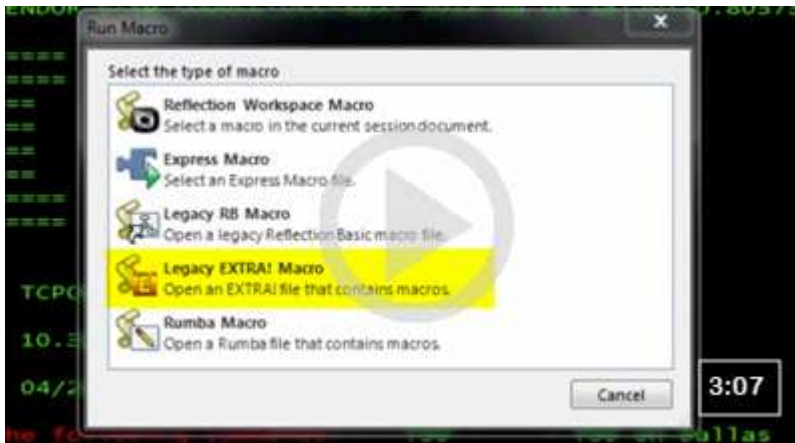 Run Macro
Select the type of macro
Reflection Workspace Macro
Select a macro in the current session document.
Express Macro
Select an Express Macro file.
Legacy RB Macro
Open a legacy Reflection Basic macro file.
Legacy EXTRA! Macro
Open an EXTRA! file that contains macros.
TCPO
Rumba Macro
Open a Rumba file that contains macros.
10.3
04/2
Cancel
3:07